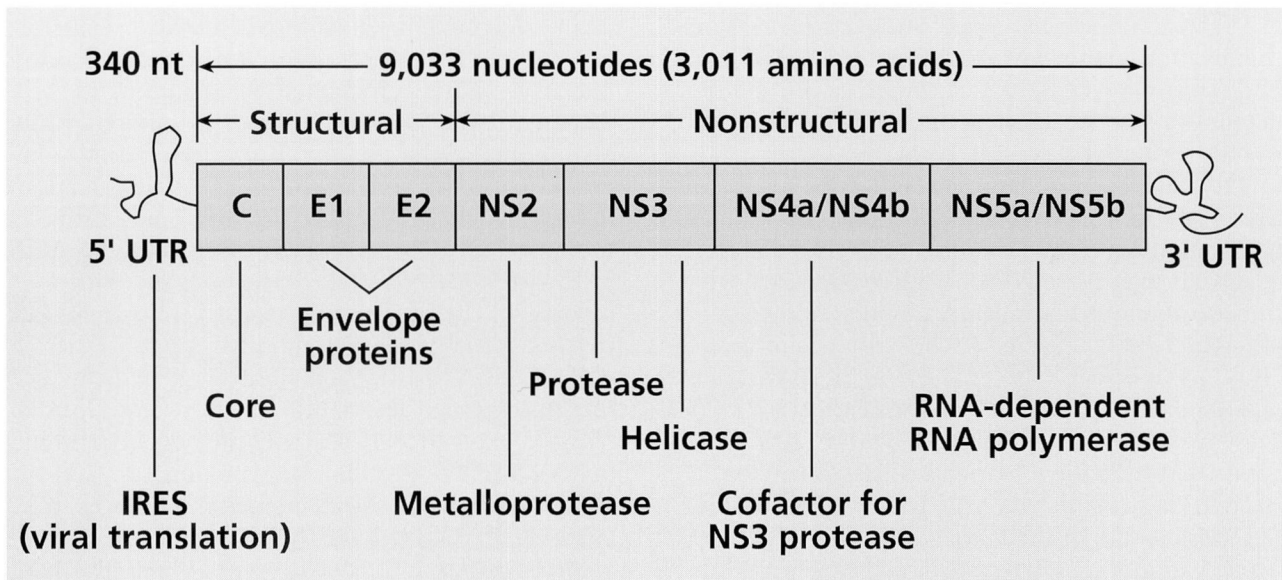 340 nt
9,033 nucleotides (3,011 amino acids)
Structural
Nonstructural
C
E1
E2
NS2
NS3
NS4a/NS4b
NS5a/NS5b
5' UTR
3' UTR
Envelope
proteins
Protease
Core
RNA-dependent
RNA polymerase
Helicase
IRES
(viral translation)
Metalloprotease
Cofactor for
NS3 protease